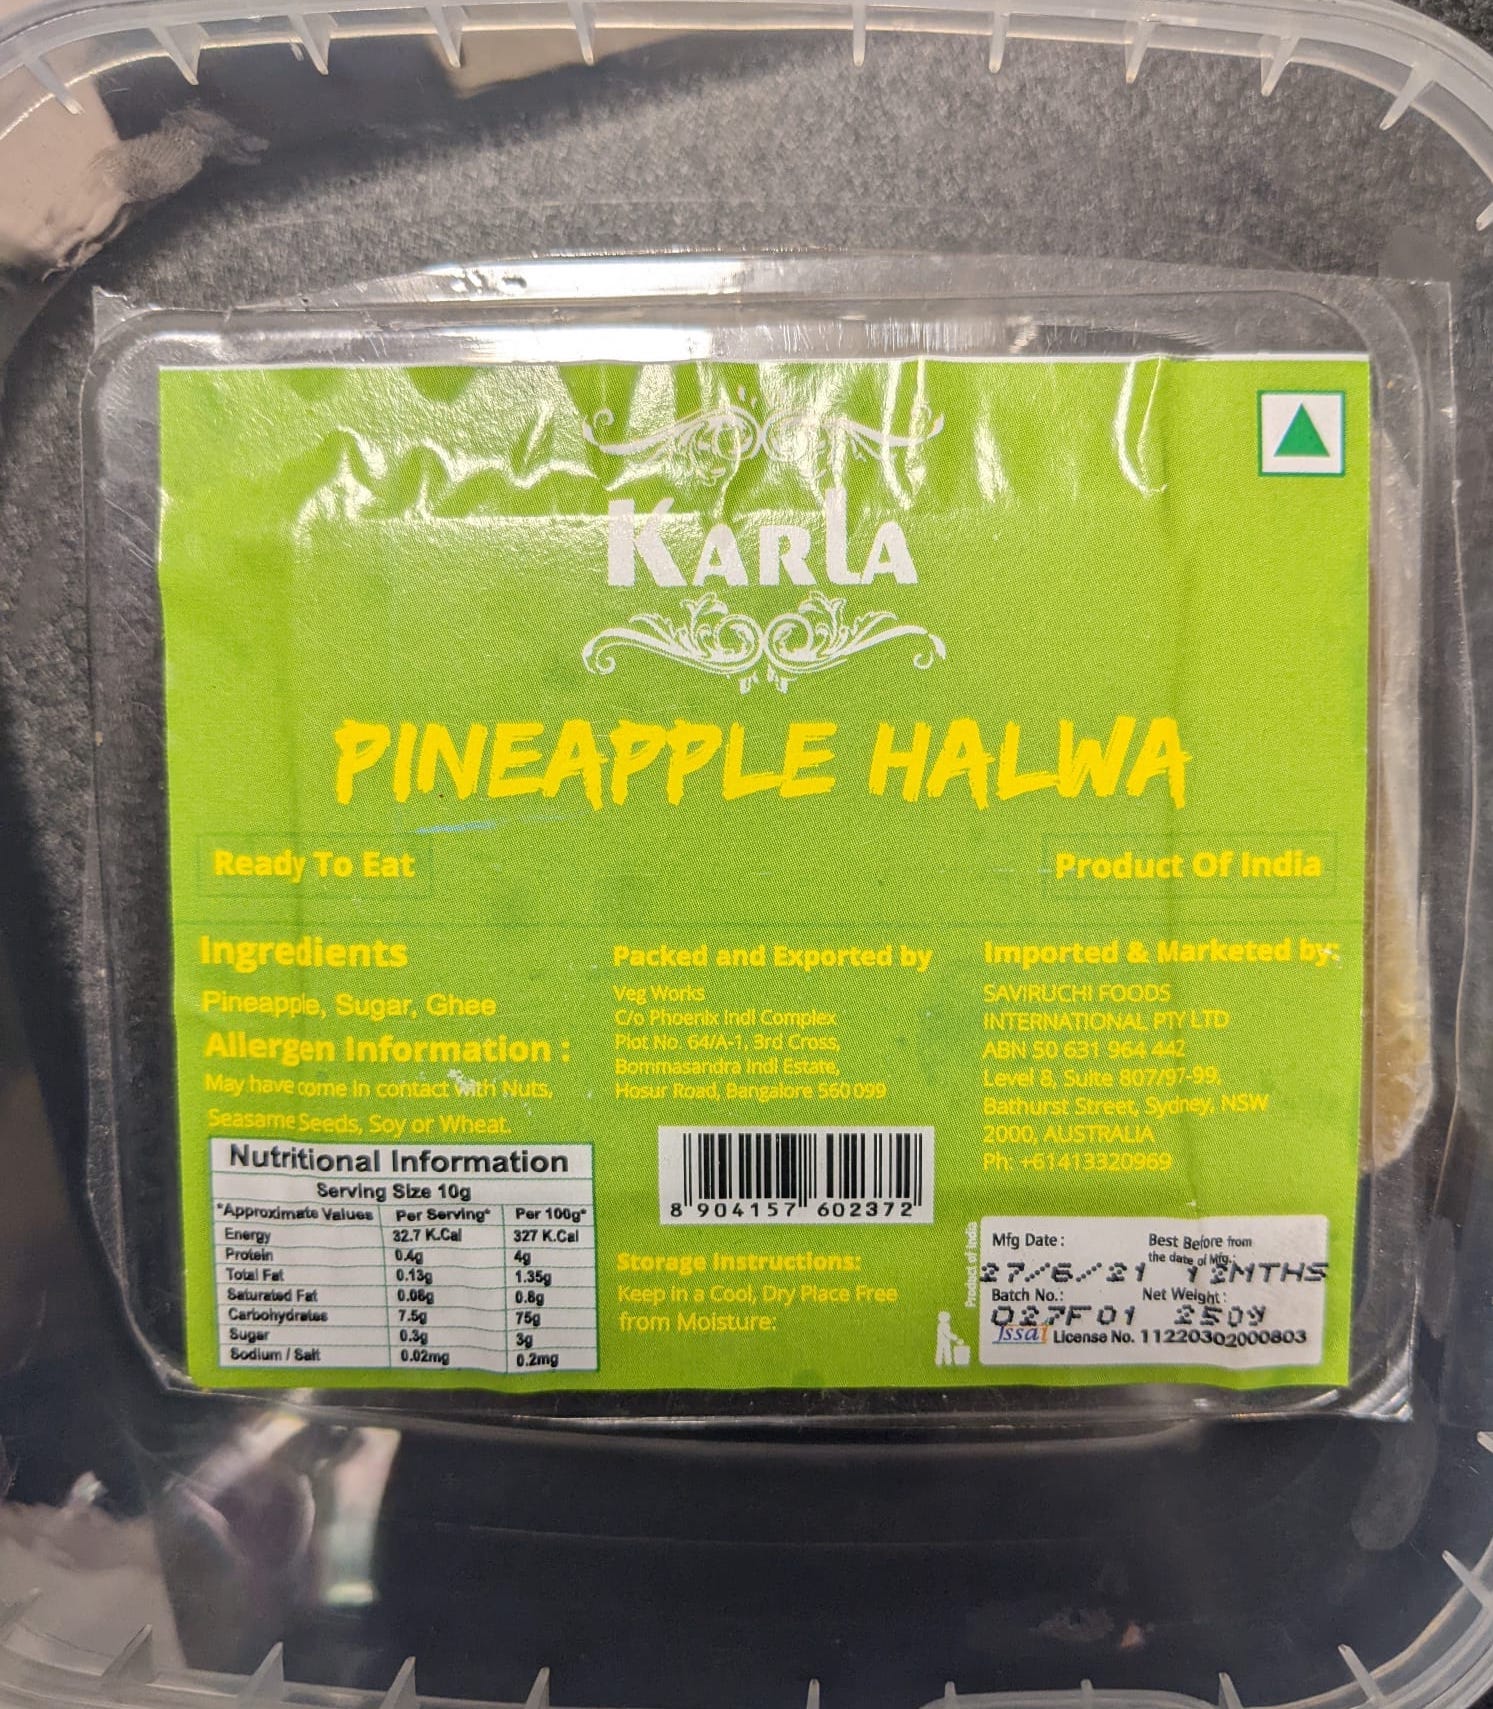 KARLA
PINEAPPLE HALWA
Ready To Eat
Product Of India
Ingredients
Pineapple, Sugar, Ghee
Allergen Information :
May have come In contact with Nuts,
Seasame Seeds, Soy or Wheat.
Nutritional Information
Serving Size 10g
*Approximate Values Per Serving* Per 100g*
Energy 32.7 K.Cal 327 K.Cal
Protein 0.4g 4g
Total Fat 0.13g 1.35g
Saturated Fat 0.08g 0.8g
Carbohydrates 7.5g 75g
Sugar 0.3g 3g
Sodium / Salt 0.02mg 0.2mg
Packed and Exported by
Veg Works
C/o Phoenix Indl Complex
Plot No. 64/A-1, 3rd Cross,
Bommasandra Indl Estate,
Hosur Road, Bangalore 560 099
8 904157 602372
Storage Instructions:
Keep in a Cool, Dry Place Free
from Moisture:
Imported & Marketed by:
SAVIRUCHI FOODS
INTERNATIONAL PTY LTD
ABN 50 631 964 442
Level 8, Suite 807/97-99,
Bathurst Street, Sydney, NSW
2000, AUSTRALIA
Ph: +61413320969
Product of India
Mfg Date: Best Before from
the date of Mfg.:
27/6/21 12MTHS
Batch No.: Net Weight:
027F01 250g
fssai License No. 11220302000803